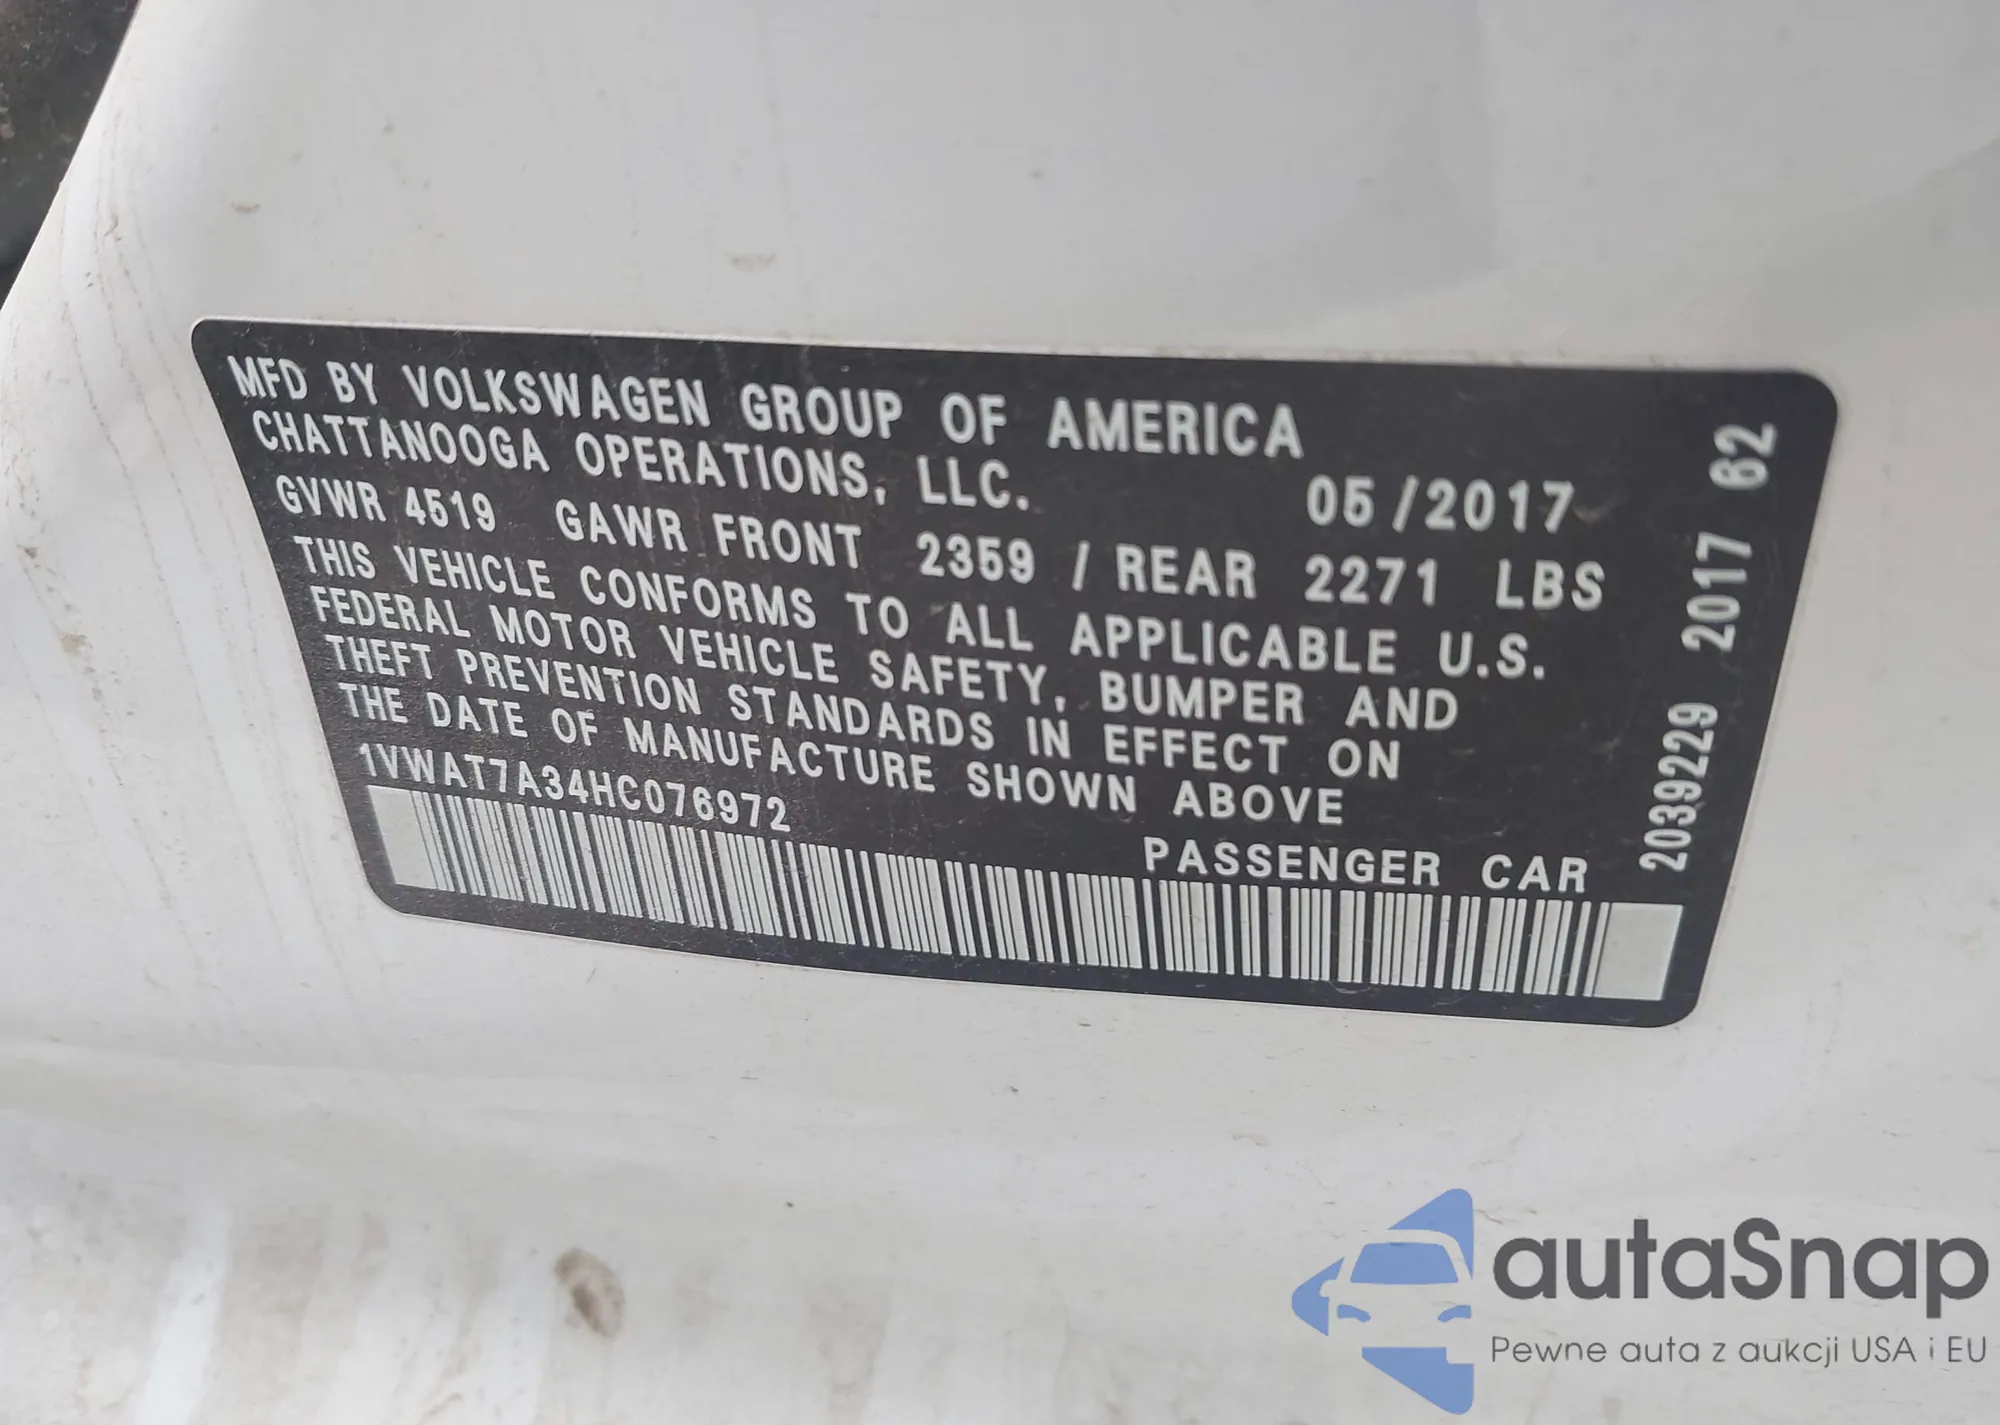 MFD BY VOLKSWAGEN GROUP OF AMERICA
CHATTANOOGA OPERATIONS, LLC.
05/2017
GVWR 4519 GAWR FRONT 2359 / REAR 2271 LBS
THIS VEHICLE CONFORMS TO ALL APPLICABLE U.S.
FEDERAL MOTOR VEHICLE SAFETY, BUMPER AND
THEFT PREVENTION STANDARDS IN EFFECT ON
THE DATE OF MANUFACTURE SHOWN ABOVE
1VWAT7A34HC076972
PASSENGER CAR
2039229 2017 62
autaSnap
Pewne auta z aukcji USA i EU